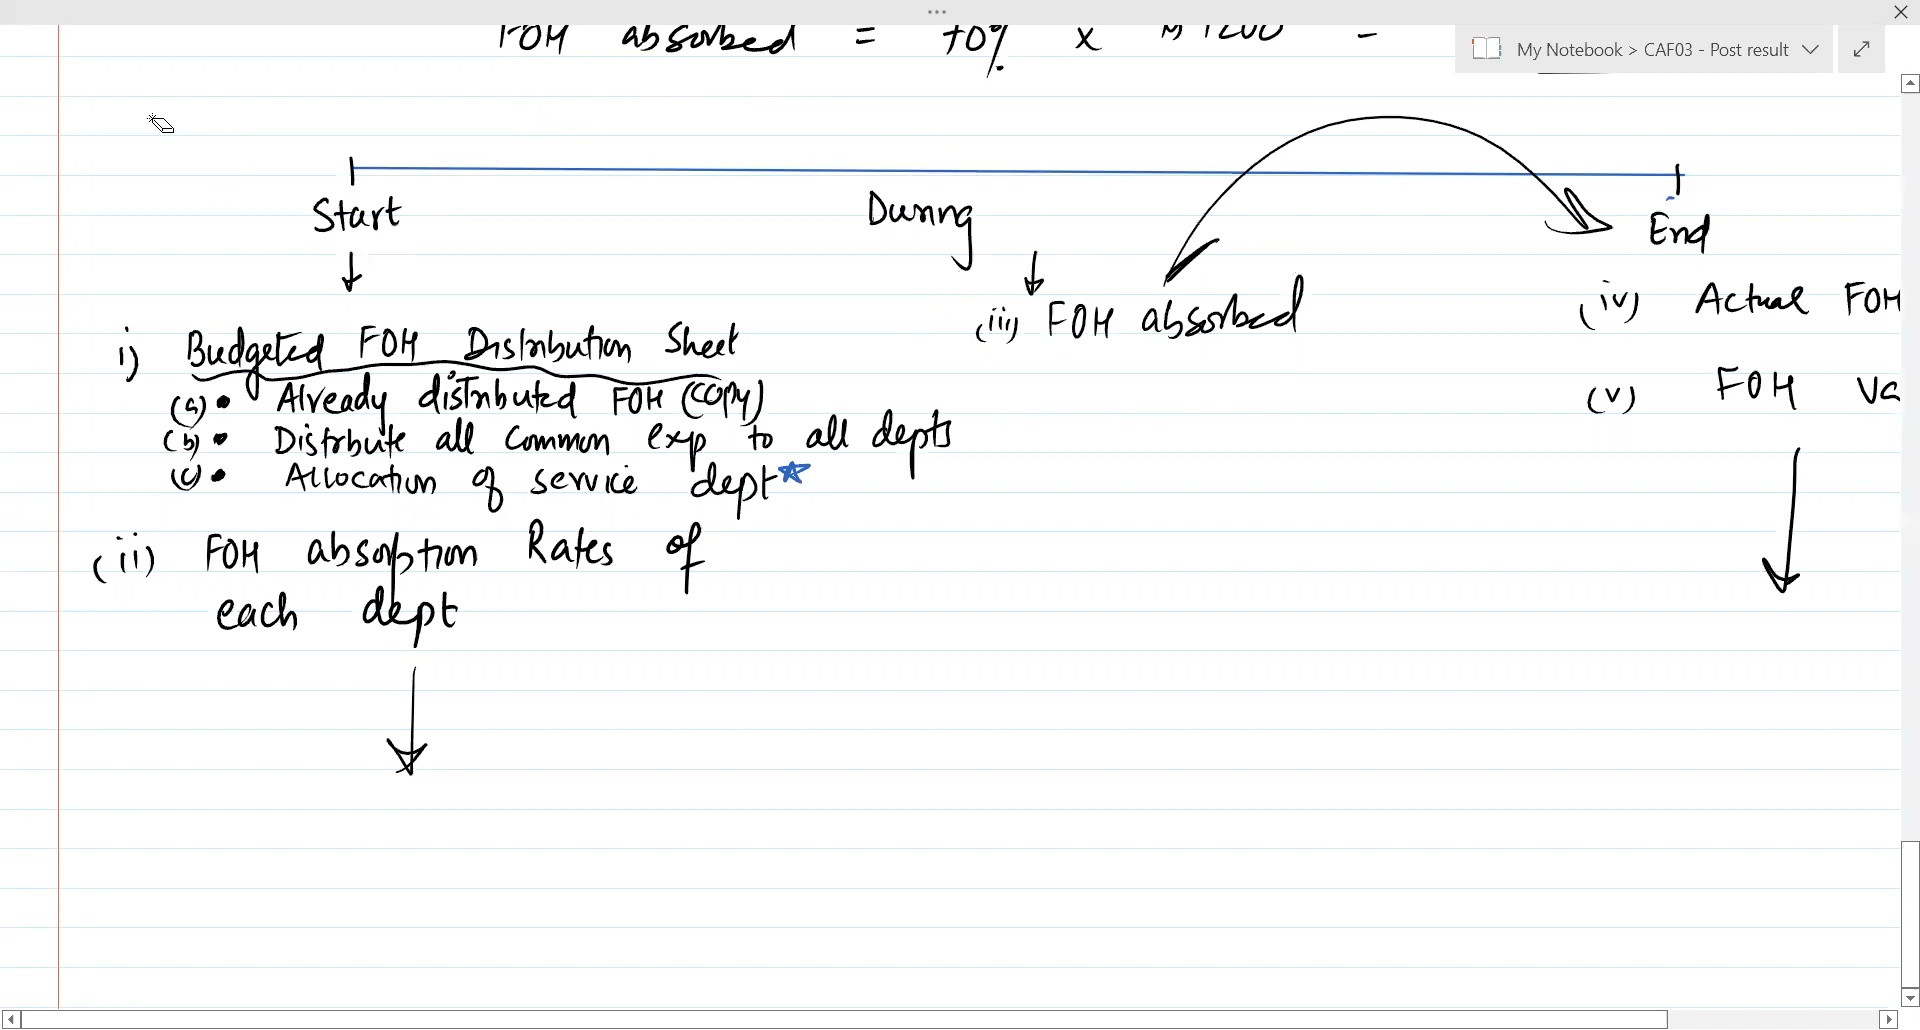 FOH absorbed = 70% x
My Notebook > CAF03 - Post result
Start During End
i) Budgeted FOH Distribution Sheet
(a) • Already distributed FOH (copy)
(b) • Distribute all common exp to all depts
(c) • Allocation of service dept
(ii) FOH absorption Rates of
each dept
(iii) FOH absorbed
(iv) Actual FOH
(v) FOH va